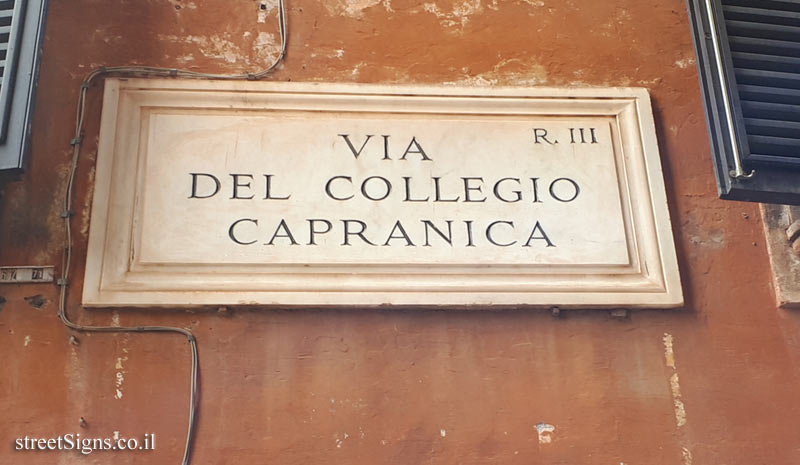 VIA R. III
DEL COLLEGIO
CAPRANICA
streetSigns.co.il